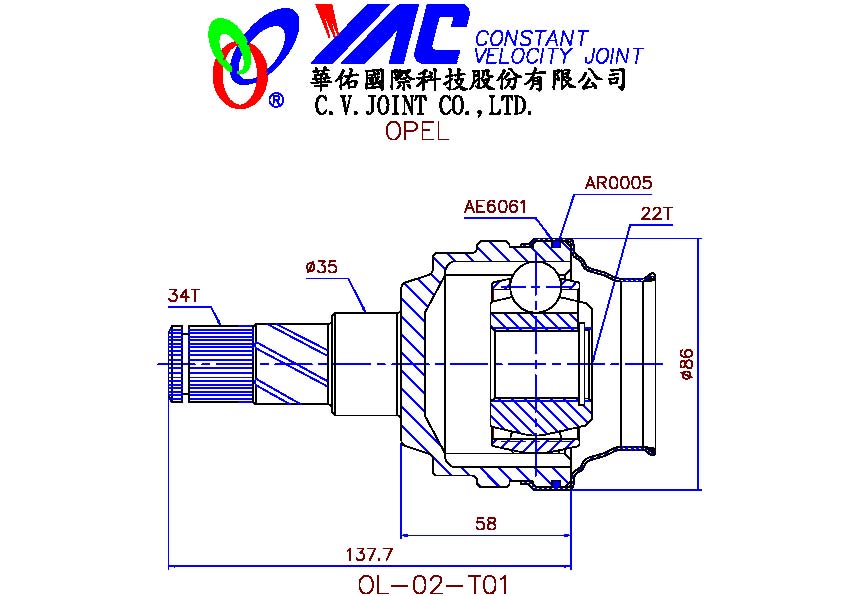 YAC CONSTANT
VELOCITY JOINT
®
華佑國際科技股份有限公司
C.V.JOINT CO.,LTD.
OPEL
AR0005
AE6061
22T
ø35
34T
ø86
58
137.7
OL-02-T01